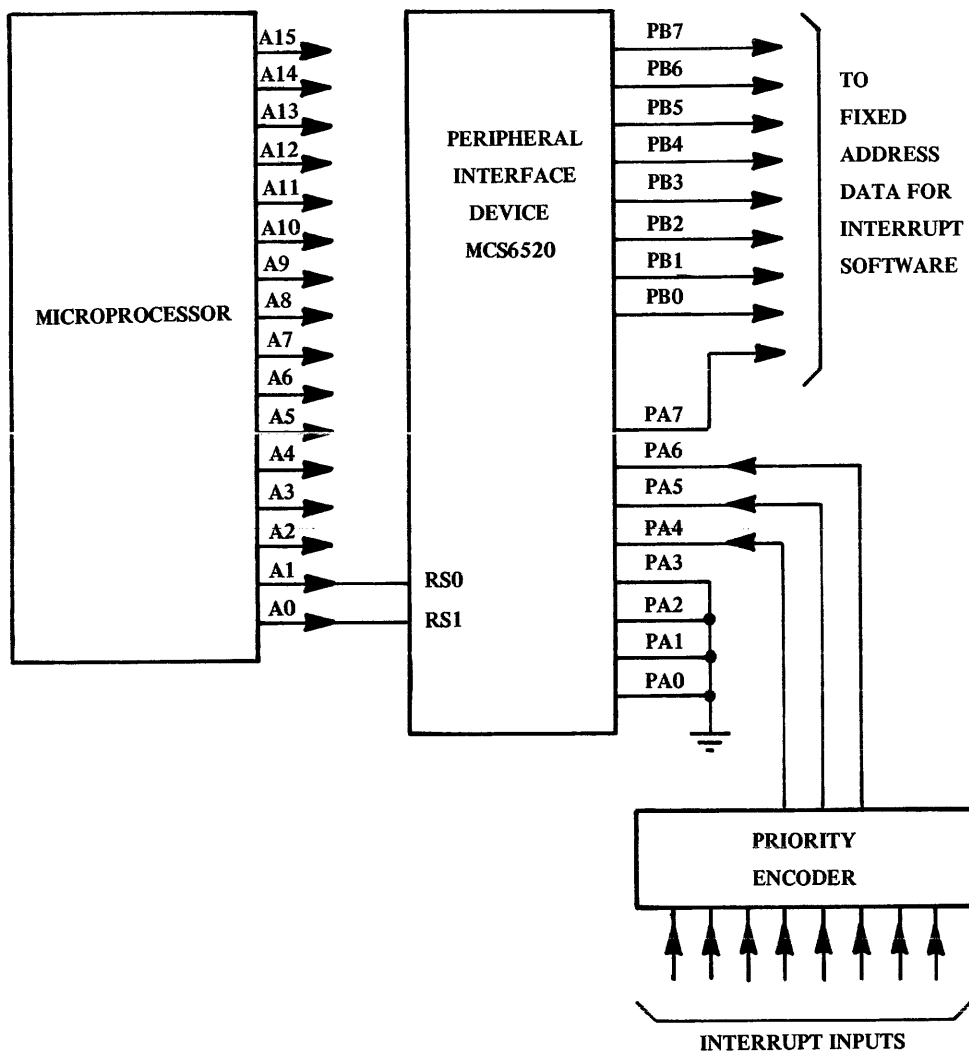 MICROPROCESSOR
A15
A14
A13
A12
A11
A10
A9
A8
A7
A6
A5
A4
A3
A2
A1
A0
RS0
RS1
PERIPHERAL
INTERFACE
DEVICE
MCS6520
PB7
PB6
PB5
PB4
PB3
PB2
PB1
PB0
PA7
PA6
PA5
PA4
PA3
PA2
PA1
PA0
TO
FIXED
ADDRESS
DATA FOR
INTERRUPT
SOFTWARE
PRIORITY
ENCODER
INTERRUPT INPUTS